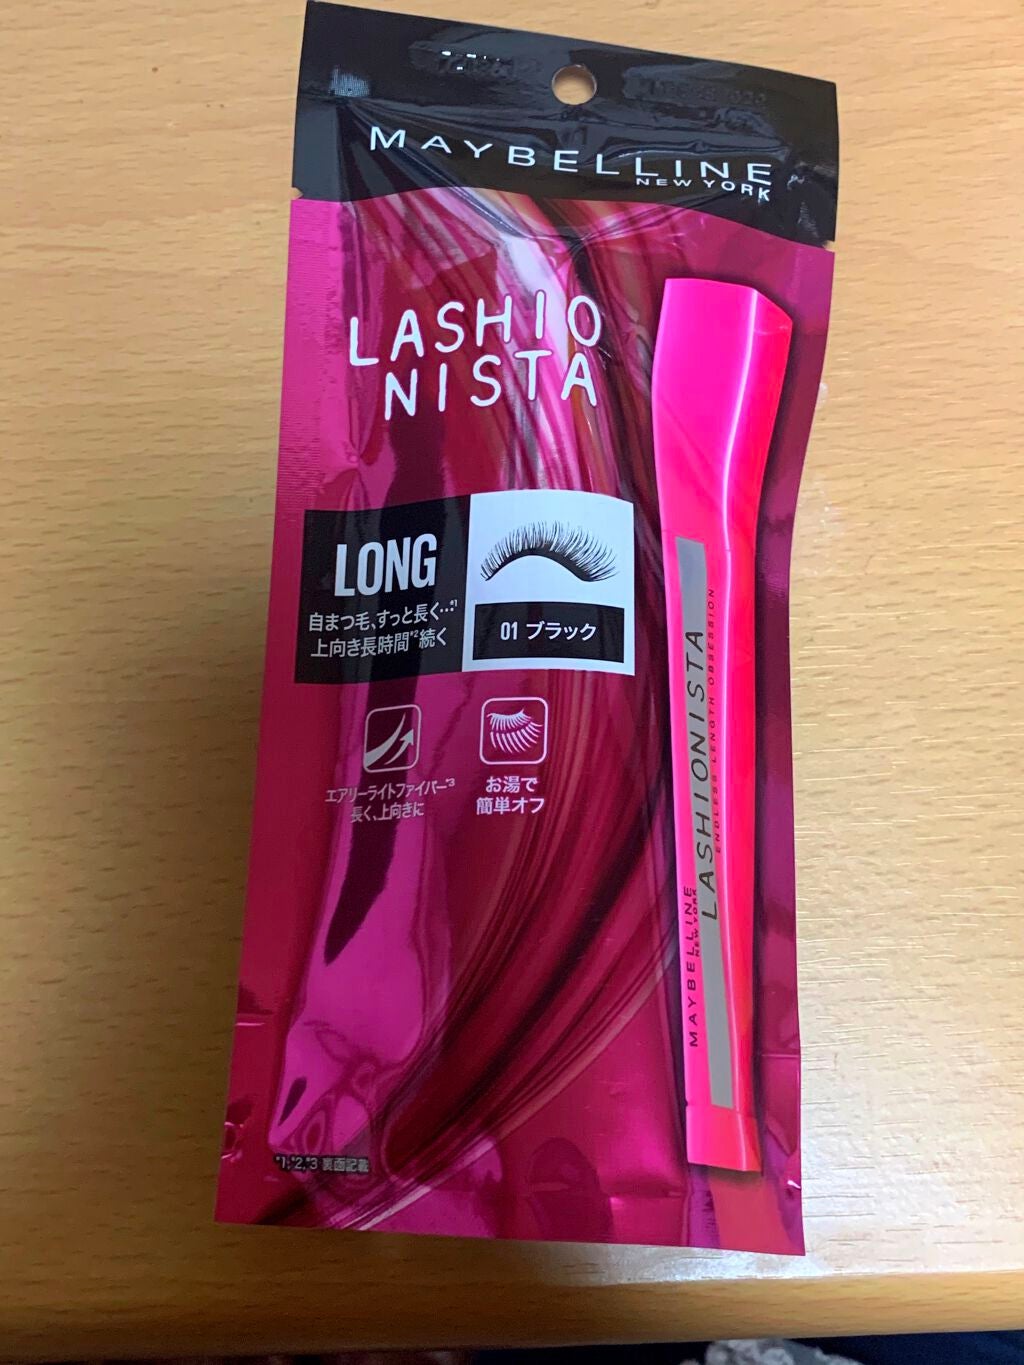 MAYBELLINE
NEW YORK
LASHIO
NISTA
LONG
自まつ毛、すっと長く…*1
上向き長時間*2続く
01 ブラック
エアリーライトファイバー*3
長く、上向きに
お湯で
簡単オフ
MAYBELLINE
NEW YORK
LASHIONISTA
ENDLESS LENGTH OBSESSION
*1,*2,*3 裏面記載